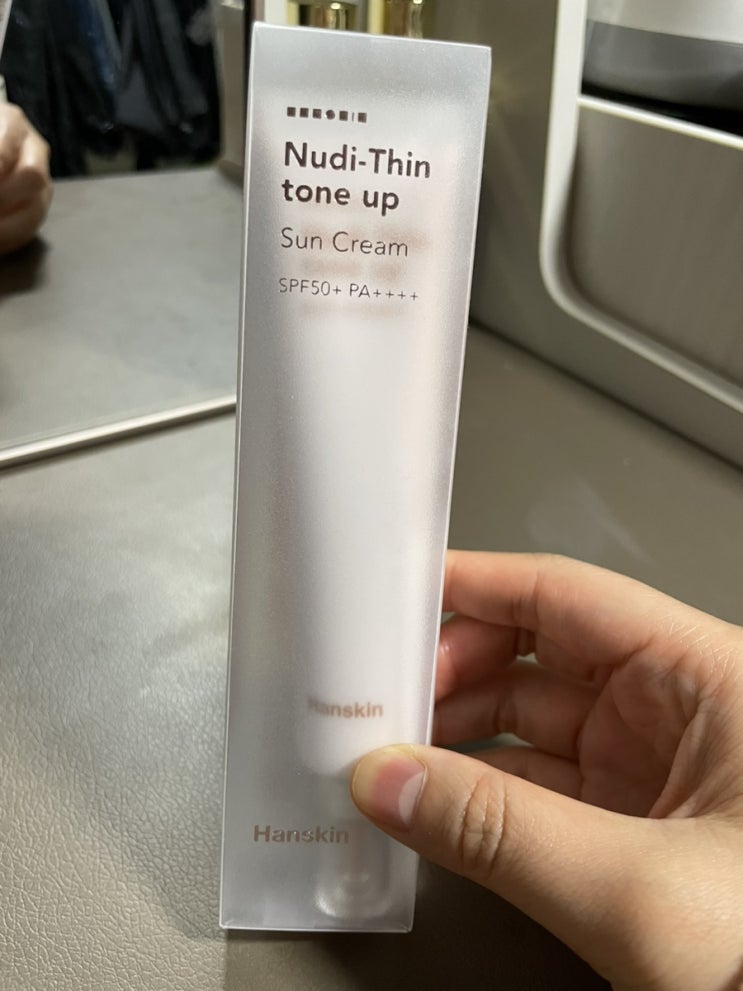 Nudi-Thin
tone up
Sun Cream
SPF50+ PA++++
Hanskin
Hanskin